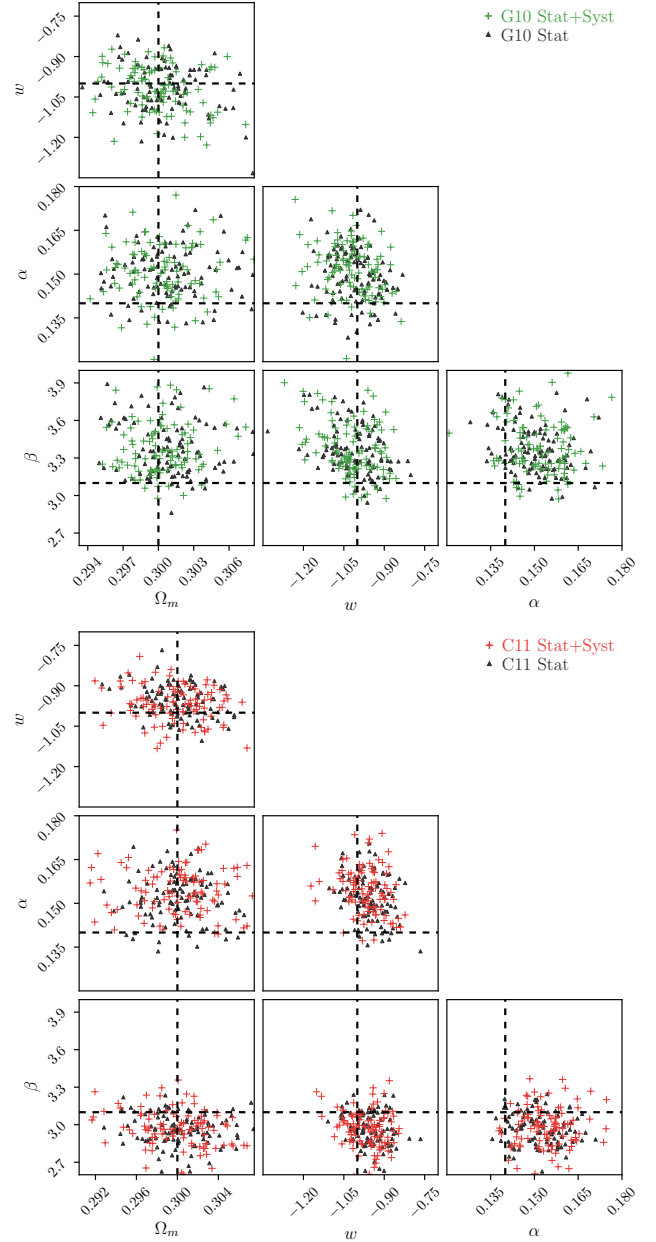 −0.75
−0.90
−1.05
−1.20
w
+ G10 Stat+Syst
▲ G10 Stat
0.180
0.165
0.150
0.135
α
3.9
3.6
3.3
3.0
2.7
β
0.294 0.297 0.300 0.303 0.306
Ω_m
−1.20 −1.05 −0.90 −0.75
w
0.135 0.150 0.165 0.180
α
−0.75
−0.90
−1.05
−1.20
w
+ C11 Stat+Syst
▲ C11 Stat
0.180
0.165
0.150
0.135
α
3.9
3.6
3.3
3.0
2.7
β
0.292 0.296 0.300 0.304
Ω_m
−1.20 −1.05 −0.90 −0.75
w
0.135 0.150 0.165 0.180
α